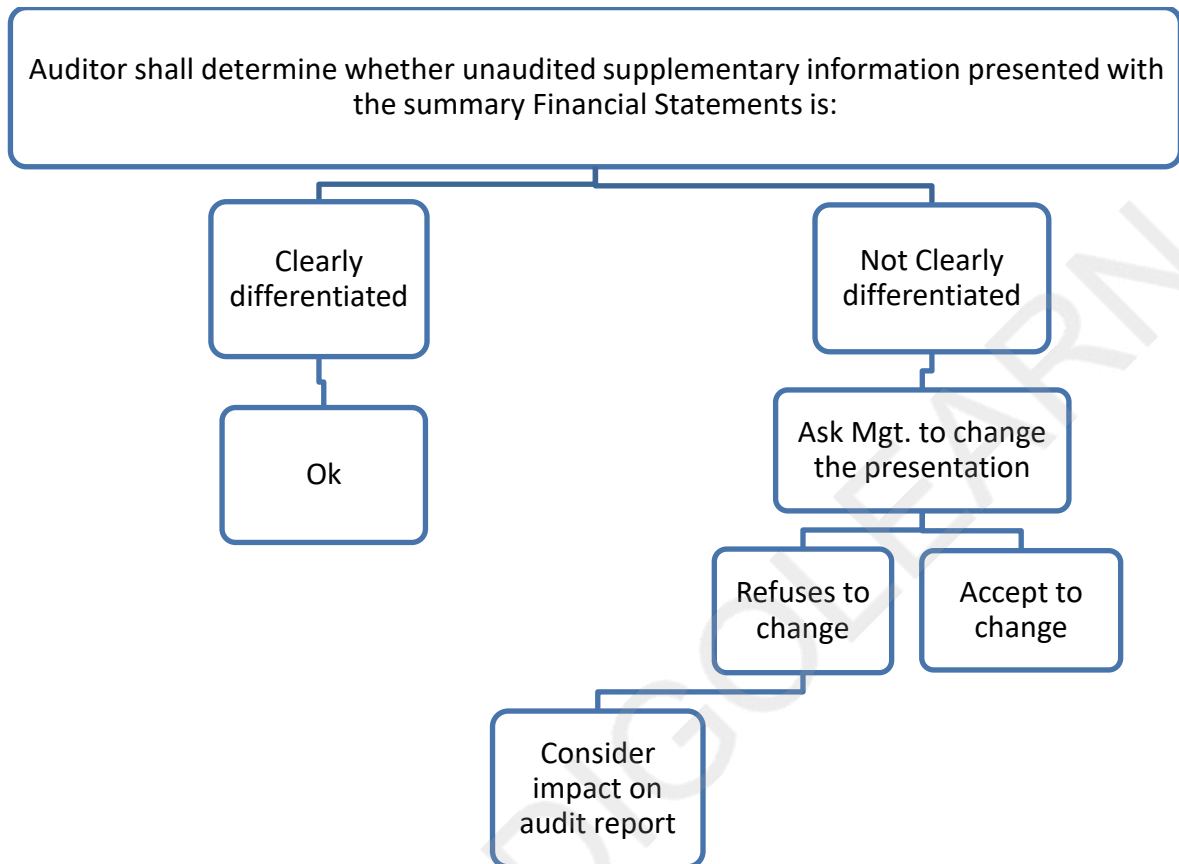 Auditor shall determine whether unaudited supplementary information presented with
the summary Financial Statements is:
Clearly
differentiated
Not Clearly
differentiated
Ok
Ask Mgt. to change
the presentation
Refuses to
change
Accept to
change
Consider
impact on
audit report
DIGOLEARN